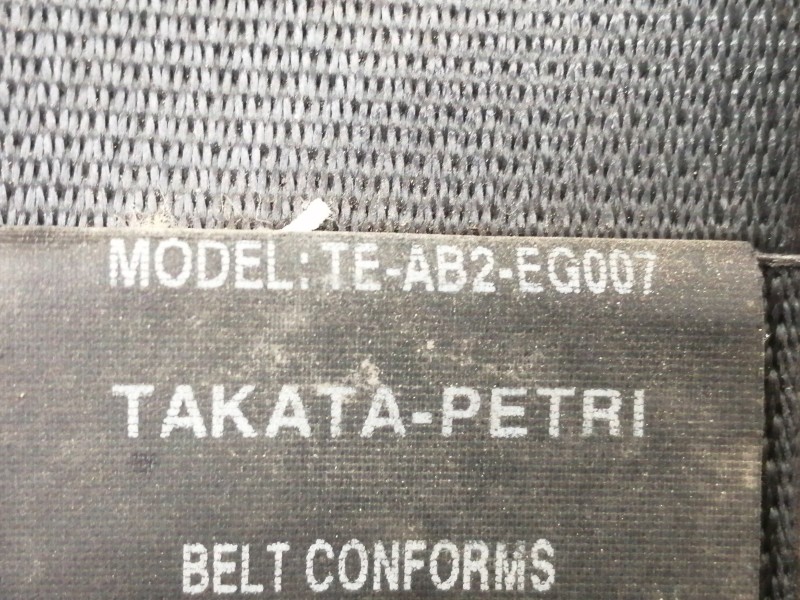 MODEL: TE-AB2-EG007
TAKATA-PETRI
BELT CONFORMS